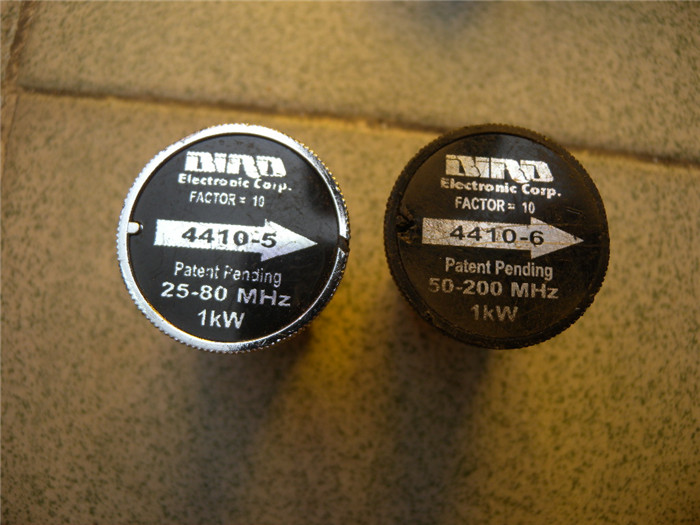 BIRD
Electronic Corp.
FACTOR = 10
4410-5
Patent Pending
25-80 MHz
1kW
BIRD
Electronic Corp.
FACTOR = 10
4410-6
Patent Pending
50-200 MHz
1kW